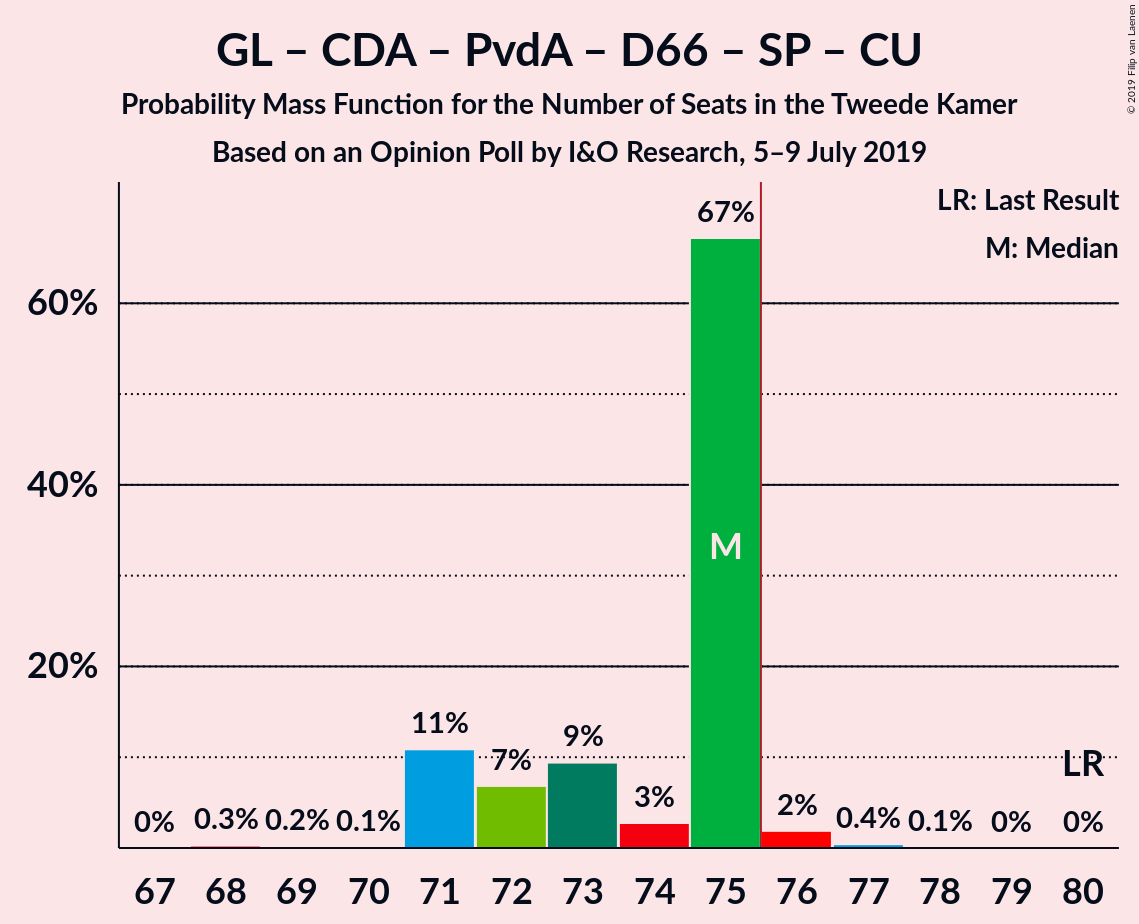 GL – CDA – PvdA – D66 – SP – CU
Probability Mass Function for the Number of Seats in the Tweede Kamer
Based on an Opinion Poll by I&O Research, 5–9 July 2019
© 2019 Filip van Laenen
LR: Last Result
M: Median
60%
40%
20%
0%
0.3%
0.2%
0.1%
11%
7%
9%
3%
67%
M
2%
0.4%
0.1%
0%
LR
0%
67 68 69 70 71 72 73 74 75 76 77 78 79 80